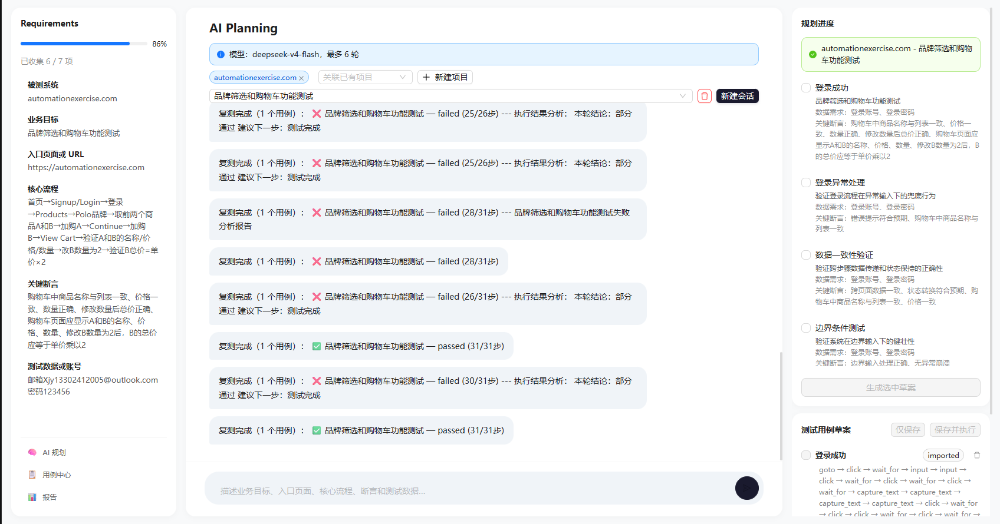 Requirements
86%
已收集 6 / 7 项
被测系统
automationexercise.com
业务目标
品牌筛选和购物车功能测试
入口页面或 URL
https://automationexercise.com
核心流程
首页→Signup/Login→登录
→Products→Polo品牌→取前两个商
品A和B→加购A→Continue→加购
B→View Cart→验证A和B的名称/价
格/数量→改B数量为2→验证B总价=单
价×2
关键断言
购物车中商品名称与列表一致、价格一
致、数量正确、修改数量后总价正确、
购物车页面应显示A和B的名称、价
格、数量、修改B数量为2后，B的总价
应等于单价乘以2
测试数据或账号
邮箱Xjy13302412005@outlook.com
密码123456
AI 规划
用例中心
报告
AI Planning
模型：deepseek-v4-flash，最多 6 轮
automationexercise.com
关联已有项目
新建项目
品牌筛选和购物车功能测试
新建会话
复测完成（1 个用例）： ❌ 品牌筛选和购物车功能测试 — failed (25/26步) --- 执行结果分析： 本轮结论：部分
通过 建议下一步：测试完成
复测完成（1 个用例）： ❌ 品牌筛选和购物车功能测试 — failed (25/26步) --- 执行结果分析： 本轮结论：部分
通过 建议下一步：测试完成
复测完成（1 个用例）： ❌ 品牌筛选和购物车功能测试 — failed (28/31步) --- 品牌筛选和购物车功能测试失败
分析报告
复测完成（1 个用例）： ❌ 品牌筛选和购物车功能测试 — failed (28/31步)
复测完成（1 个用例）： ❌ 品牌筛选和购物车功能测试 — failed (26/31步) --- 执行结果分析： 本轮结论：部分
通过 建议下一步：测试完成
复测完成（1 个用例）： ✅ 品牌筛选和购物车功能测试 — passed (31/31步)
复测完成（1 个用例）： ❌ 品牌筛选和购物车功能测试 — failed (30/31步) --- 执行结果分析： 本轮结论：部分
通过 建议下一步：测试完成
复测完成（1 个用例）： ✅ 品牌筛选和购物车功能测试 — passed (31/31步)
描述业务目标、入口页面、核心流程、断言和测试数据...
规划进度
automationexercise.com - 品牌筛选和购物
车功能测试
登录成功
品牌筛选和购物车功能测试
数据需求：登录账号、登录密码
关键断言：购物车中商品名称与列表一致、价格一
致、数量正确、修改数量后总价正确、购物车页面应
显示A和B的名称、价格、数量、修改B数量为2后，B
的总价应等于单价乘以2
登录异常处理
验证登录流程在异常输入下的兜底行为
数据需求：登录账号、登录密码
关键断言：错误提示符合预期、购物车中商品名称与
列表一致
数据一致性验证
验证跨步骤数据传递和状态保持的正确性
数据需求：登录账号、登录密码
关键断言：跨页面数据一致、状态转换符合预期、购
物车中商品名称与列表一致、价格一致
边界条件测试
验证系统在边界输入下的健壮性
数据需求：登录账号、登录密码
关键断言：边界输入处理正确、无异常崩溃
生成选中草案
测试用例草案
仅保存
保存并执行
登录成功
imported
goto → click → wait_for → input → input →
click → wait_for → click → wait_for → click →
wait_for → capture_text → capture_text →
capture_text → capture_text → click → wait_for
→ click → click → wait_for → click → wait_for →